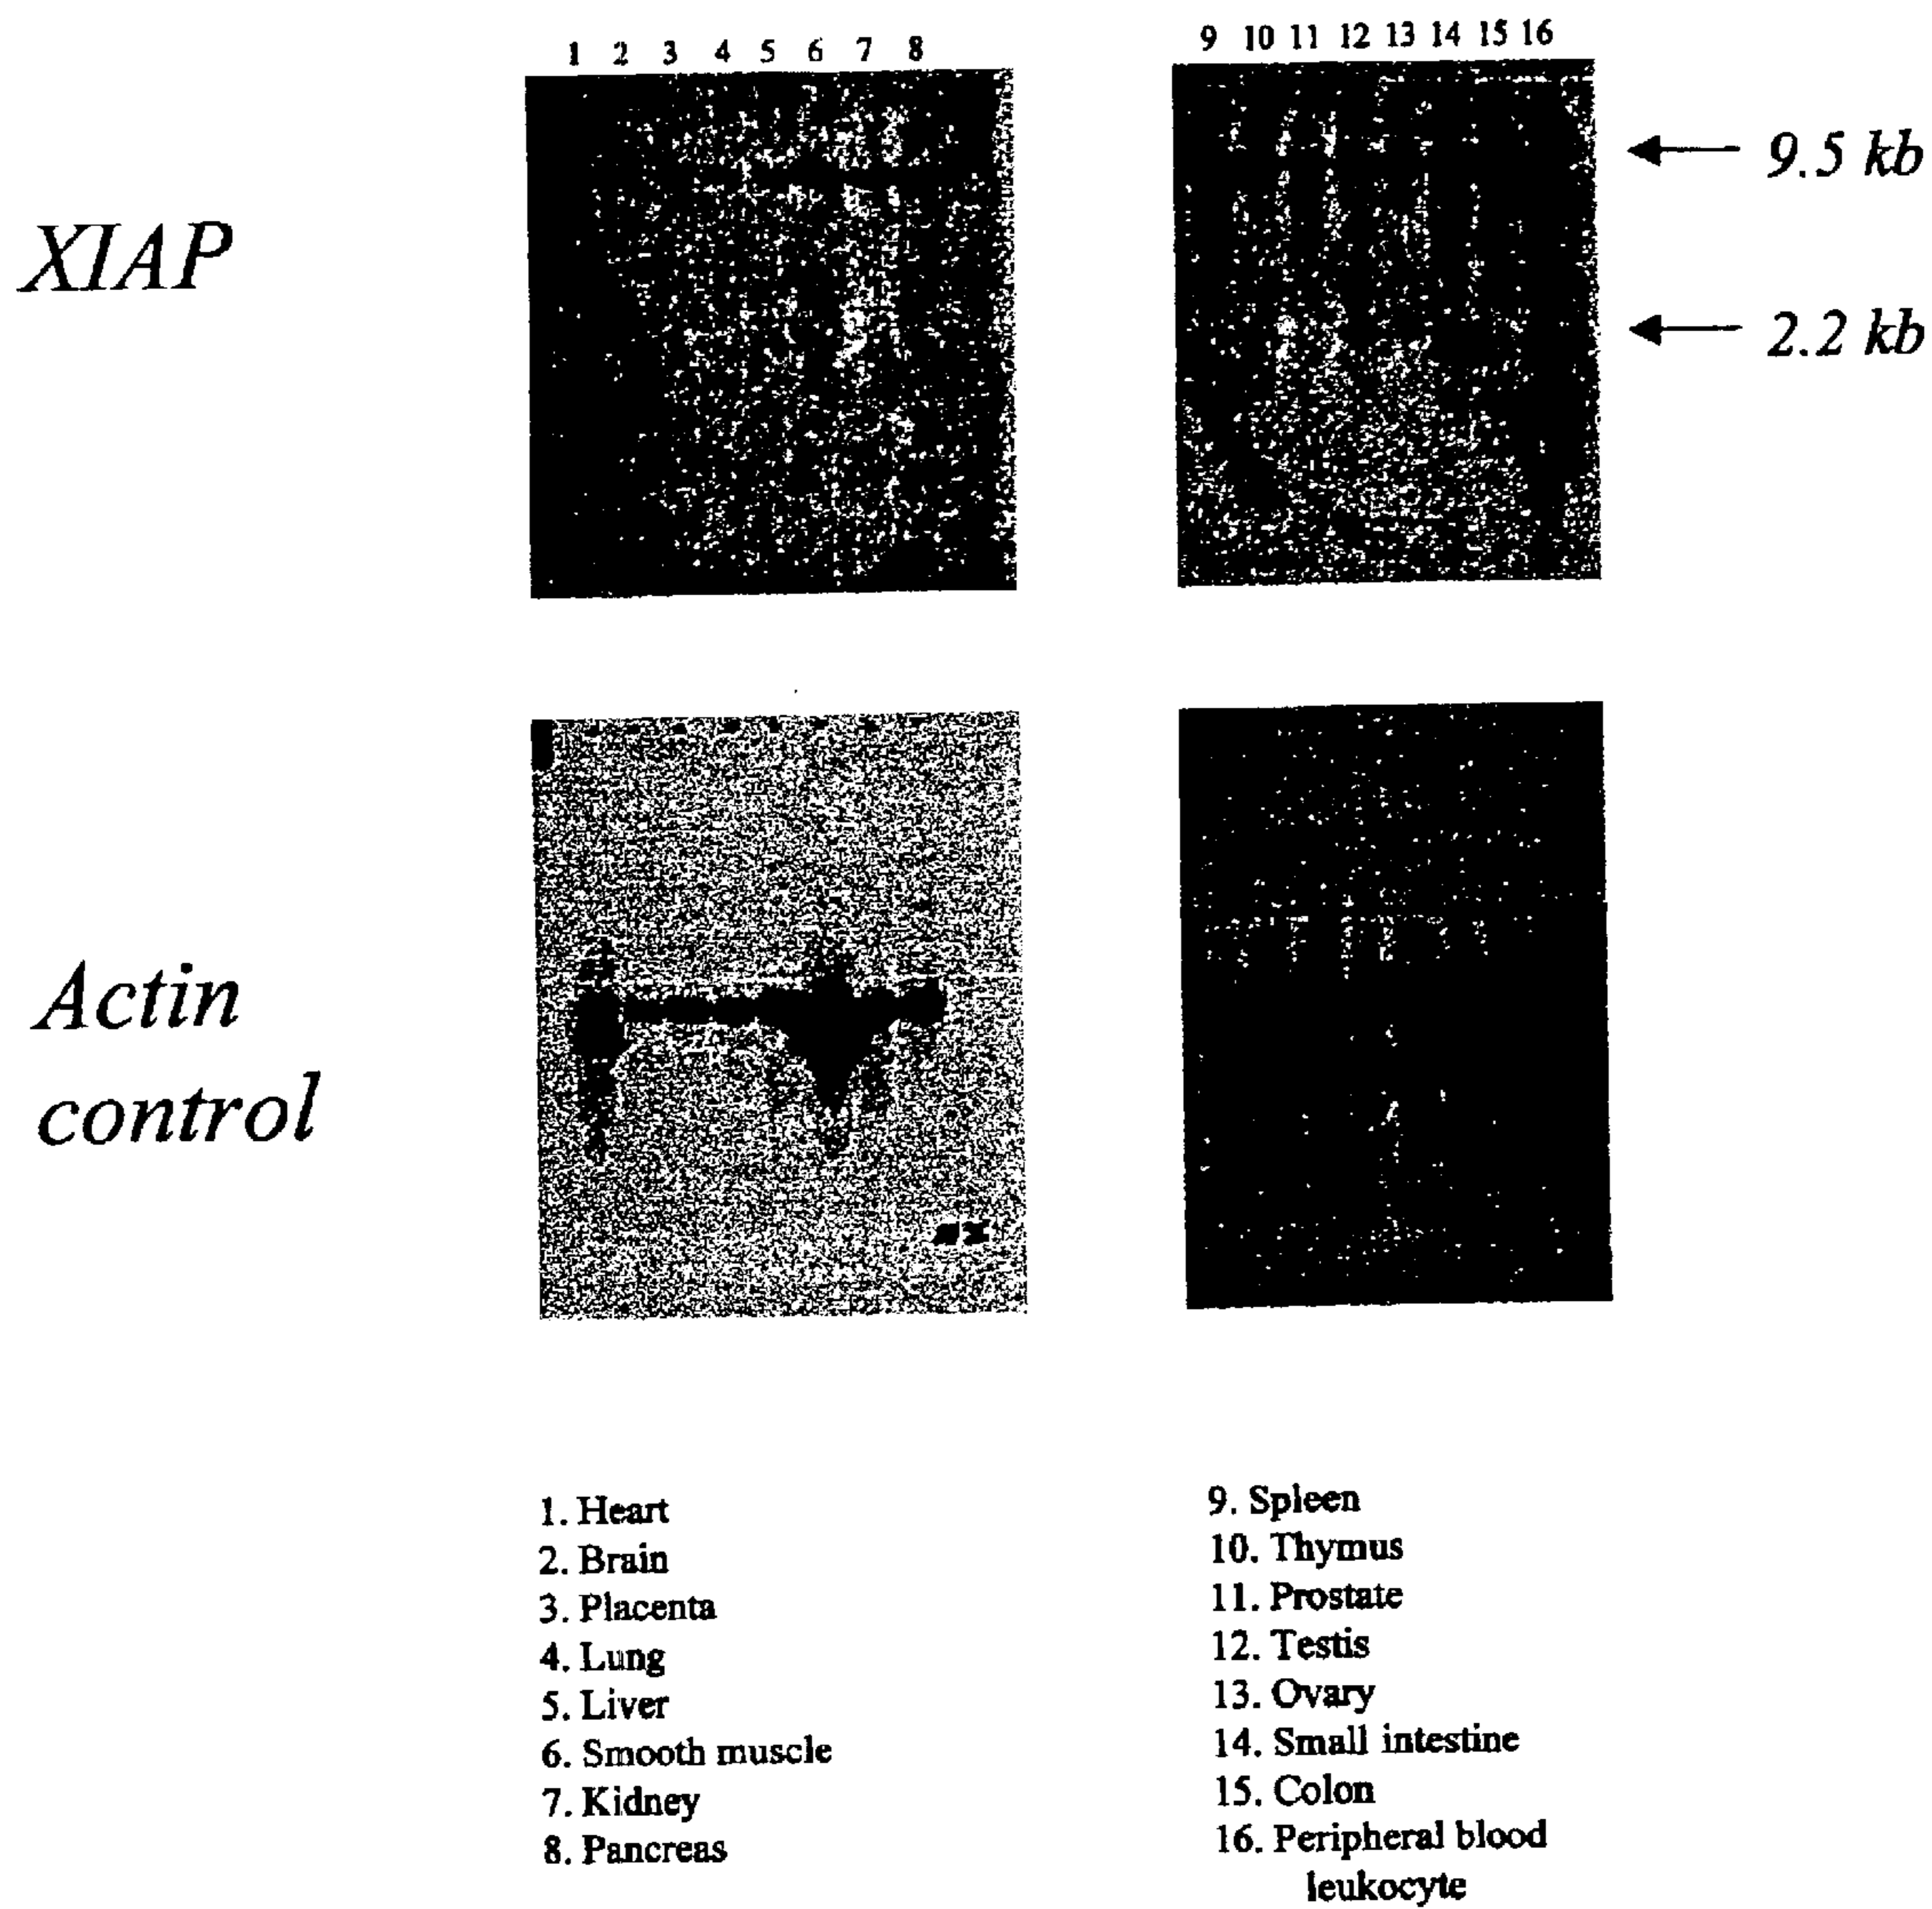 1 2 3 4 5 6 7 8
9 10 11 12 13 14 15 16
9.5 kb
XIAP
2.2 kb
Actin
control
1. Heart
2. Brain
3. Placenta
4. Lung
5. Liver
6. Smooth muscle
7. Kidney
8. Pancreas
9. Spleen
10. Thymus
11. Prostate
12. Testis
13. Ovary
14. Small intestine
15. Colon
16. Peripheral blood
leukocyte